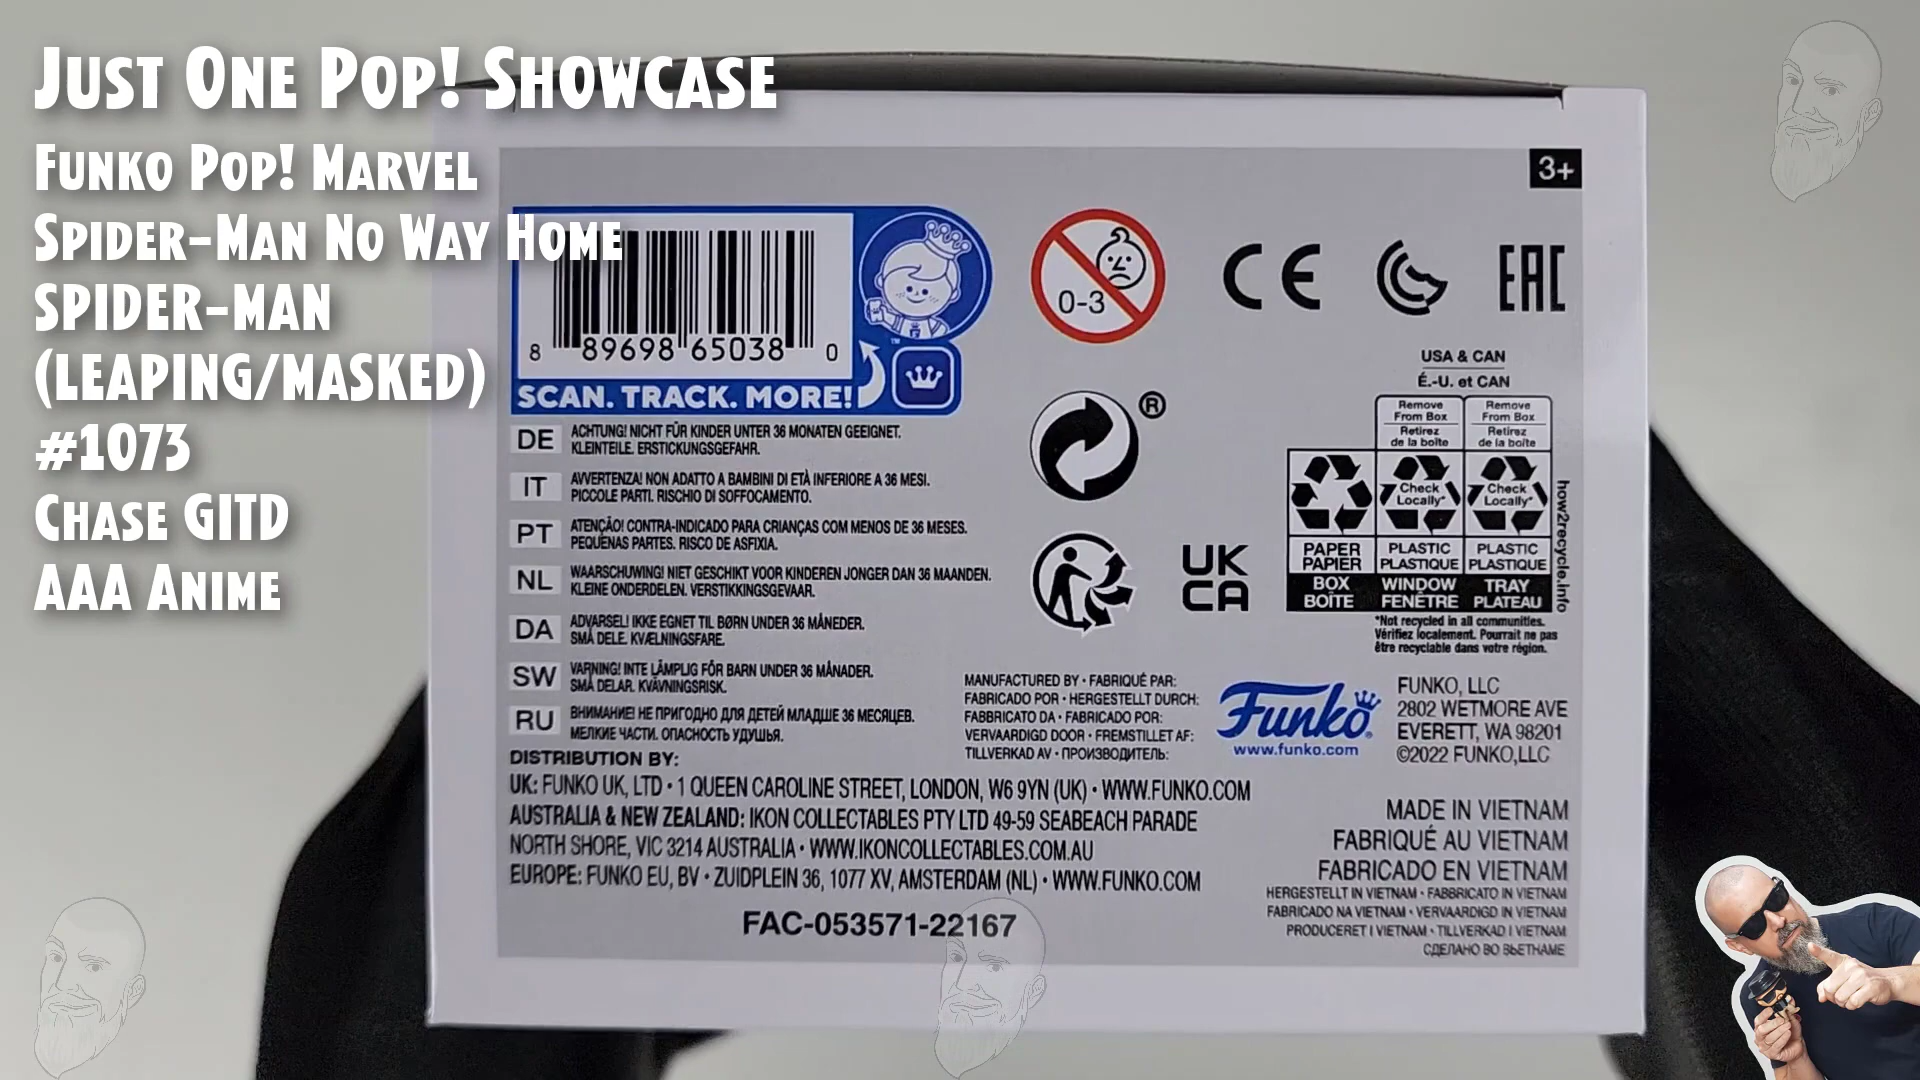 Just One Pop! Showcase
Funko Pop! Marvel
Spider-Man No Way Home
SPIDER-MAN
(LEAPING/MASKED)
#1073
Chase GITD
AAA Anime
3+
8 89698 65038 0
™
SCAN. TRACK. MORE!
0-3
CE
EAC
USA & CAN
É.-U. et CAN
Remove From Box Retirez de la boîte
Remove From Box Retirez de la boîte
Check Locally*
Check Locally*
PAPER PAPIER
PLASTIC PLASTIQUE
PLASTIC PLASTIQUE
BOX BOÎTE
WINDOW FENÊTRE
TRAY PLATEAU
how2recycle.info
*Not recycled in all communities.
Vérifiez localement. Pourrait ne pas
être recyclable dans votre région.
®
UK
CA
DE ACHTUNG! NICHT FÜR KINDER UNTER 36 MONATEN GEEIGNET.
KLEINTEILE. ERSTICKUNGSGEFAHR.
IT AVVERTENZA! NON ADATTO A BAMBINI DI ETÀ INFERIORE A 36 MESI.
PICCOLE PARTI. RISCHIO DI SOFFOCAMENTO.
PT ATENÇÃO! CONTRA-INDICADO PARA CRIANÇAS COM MENOS DE 36 MESES.
PEQUENAS PARTES. RISCO DE ASFIXIA.
NL WAARSCHUWING! NIET GESCHIKT VOOR KINDEREN JONGER DAN 36 MAANDEN.
KLEINE ONDERDELEN. VERSTIKKINGSGEVAAR.
DA ADVARSEL! IKKE EGNET TIL BØRN UNDER 36 MÅNEDER.
SMÅ DELE. KVÆLNINGSFARE.
SW VARNING! INTE LÄMPLIG FÖR BARN UNDER 36 MÅNADER.
SMÅ DELAR. KVÄVNINGSRISK.
RU ВНИМАНИЕ! НЕ ПРИГОДНО ДЛЯ ДЕТЕЙ МЛАДШЕ 36 МЕСЯЦЕВ.
МЕЛКИЕ ЧАСТИ. ОПАСНОСТЬ УДУШЬЯ.
MANUFACTURED BY • FABRIQUÉ PAR:
FABRICADO POR • HERGESTELLT DURCH:
FABBRICATO DA • FABRICADO POR:
VERVAARDIGD DOOR • FREMSTILLET AF:
TILLVERKAD AV • ПРОИЗВОДИТЕЛЬ:
Funko®
www.funko.com
FUNKO, LLC
2802 WETMORE AVE
EVERETT, WA 98201
©2022 FUNKO,LLC
DISTRIBUTION BY:
UK: FUNKO UK, LTD • 1 QUEEN CAROLINE STREET, LONDON, W6 9YN (UK) • WWW.FUNKO.COM
AUSTRALIA & NEW ZEALAND: IKON COLLECTABLES PTY LTD 49-59 SEABEACH PARADE
NORTH SHORE, VIC 3214 AUSTRALIA • WWW.IKONCOLLECTABLES.COM.AU
EUROPE: FUNKO EU, BV • ZUIDPLEIN 36, 1077 XV, AMSTERDAM (NL) • WWW.FUNKO.COM
FAC-053571-22167
MADE IN VIETNAM
FABRIQUÉ AU VIETNAM
FABRICADO EN VIETNAM
HERGESTELLT IN VIETNAM • FABBRICATO IN VIETNAM
FABRICADO NA VIETNAM • VERVAARDIGD IN VIETNAM
PRODUCERET I VIETNAM • TILLVERKAD I VIETNAM
СДЕЛАНО ВО ВЬЕТНАМЕ